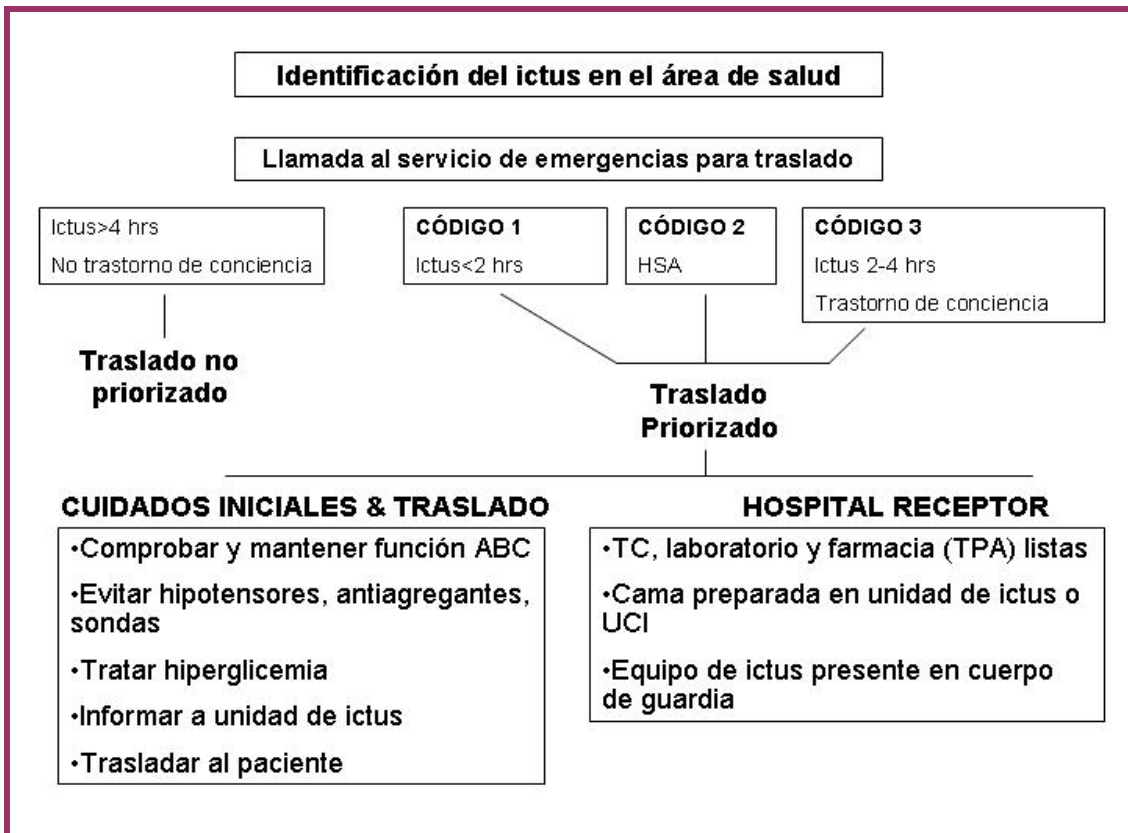 Identificación del ictus en el área de salud
Llamada al servicio de emergencias para traslado
Ictus>4 hrs
No trastorno de conciencia
CÓDIGO 1
Ictus<2 hrs
CÓDIGO 2
HSA
CÓDIGO 3
Ictus 2-4 hrs
Trastorno de conciencia
Traslado no
priorizado
Traslado
Priorizado
CUIDADOS INICIALES & TRASLADO
•Comprobar y mantener función ABC
•Evitar hipotensores, antiagregantes,
sondas
•Tratar hiperglicemia
•Informar a unidad de ictus
•Trasladar al paciente
HOSPITAL RECEPTOR
•TC, laboratorio y farmacia (TPA) listas
•Cama preparada en unidad de ictus o
UCI
•Equipo de ictus presente en cuerpo
de guardia